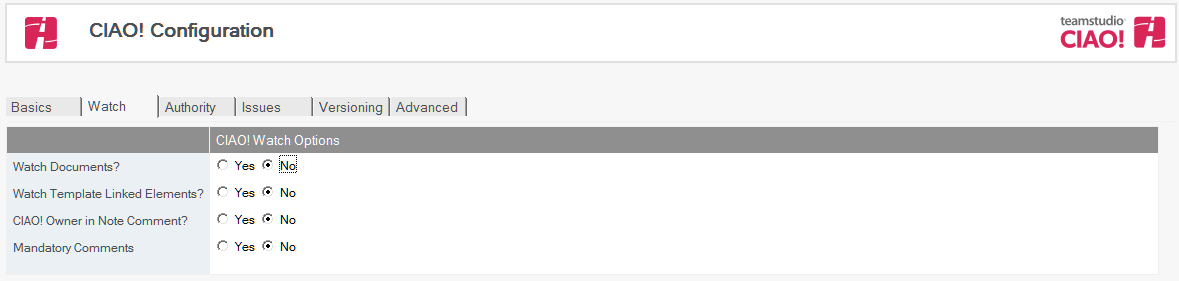 CIAO! Configuration
teamstudio
CIAO!
Basics Watch Authority Issues Versioning Advanced
CIAO! Watch Options
Watch Documents? Yes No
Watch Template Linked Elements? Yes No
CIAO! Owner in Note Comment? Yes No
Mandatory Comments Yes No